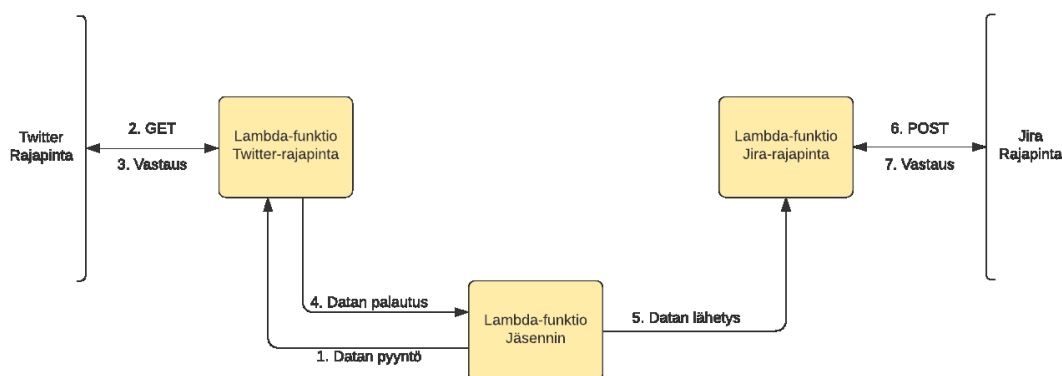 Twitter
Rajapinta
2. GET
3. Vastaus
Lambda-funktio
Twitter-rajapinta
Lambda-funktio
Jira-rajapinta
6. POST
7. Vastaus
Jira
Rajapinta
4. Datan palautus
1. Datan pyyntö
Lambda-funktio
Jäsennin
5. Datan lähetys